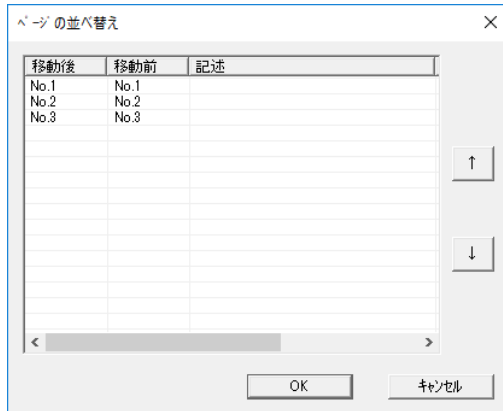 ﾍﾟｰｼﾞの並べ替え
移動後 移動前 記述
No.1 No.1
No.2 No.2
No.3 No.3
↑
↓
OK ｷｬﾝｾﾙ